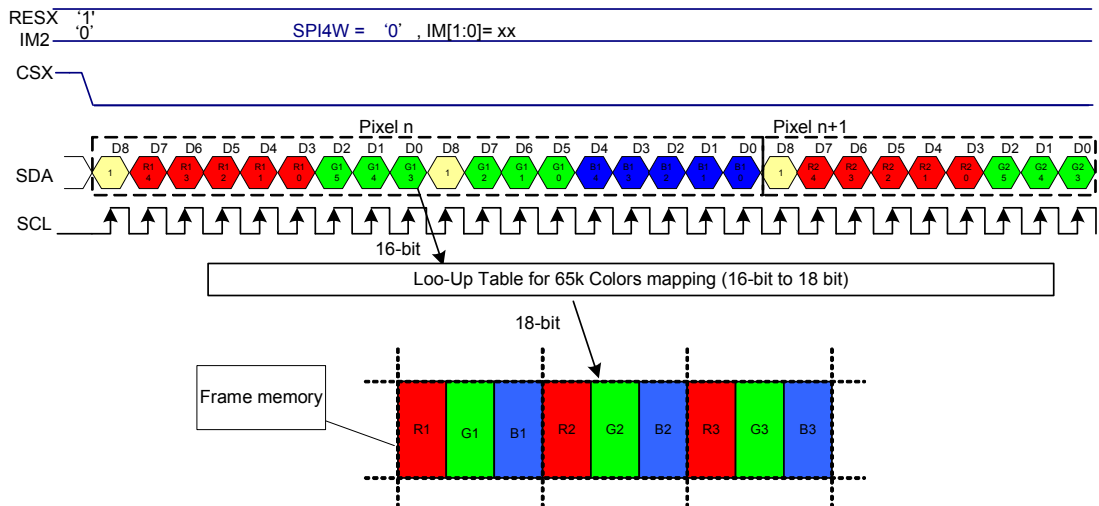 RESX '1'
IM2 '0' SPI4W = '0' , IM[1:0]= xx
CSX
Pixel n Pixel n+1
D8 D7 D6 D5 D4 D3 D2 D1 D0 D8 D7 D6 D5 D4 D3 D2 D1 D0 D8 D7 D6 D5 D4 D3 D2 D1 D0
SDA 1 R1 4 R1 3 R1 2 R1 1 R1 0 G1 5 G1 4 G1 3 1 G1 2 G1 1 G1 0 B1 4 B1 3 B1 2 B1 1 B1 0 1 R2 4 R2 3 R2 2 R2 1 R2 0 G2 5 G2 4 G2 3
SCL
16-bit
Loo-Up Table for 65k Colors mapping (16-bit to 18 bit)
18-bit
Frame memory
R1 G1 B1 R2 G2 B2 R3 G3 B3